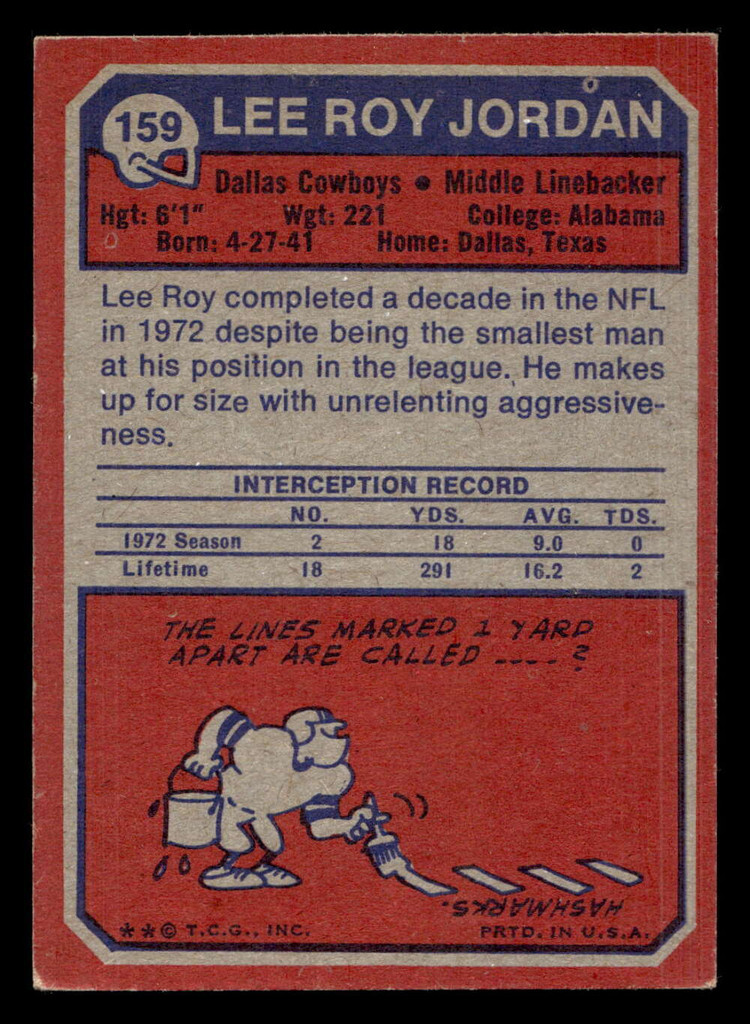 159 LEE ROY JORDAN
Dallas Cowboys • Middle Linebacker
Hgt: 6'1" Wgt: 221 College: Alabama
Born: 4-27-41 Home: Dallas, Texas
Lee Roy completed a decade in the NFL
in 1972 despite being the smallest man
at his position in the league. He makes
up for size with unrelenting aggressive-
ness.
INTERCEPTION RECORD
NO. YDS. AVG. TDS.
1972 Season 2 18 9.0 0
Lifetime 18 291 16.2 2
THE LINES MARKED 1 YARD
APART ARE CALLED ____?
HASHMARKS.
**© T.C.G., INC. PRTD. IN U.S.A.